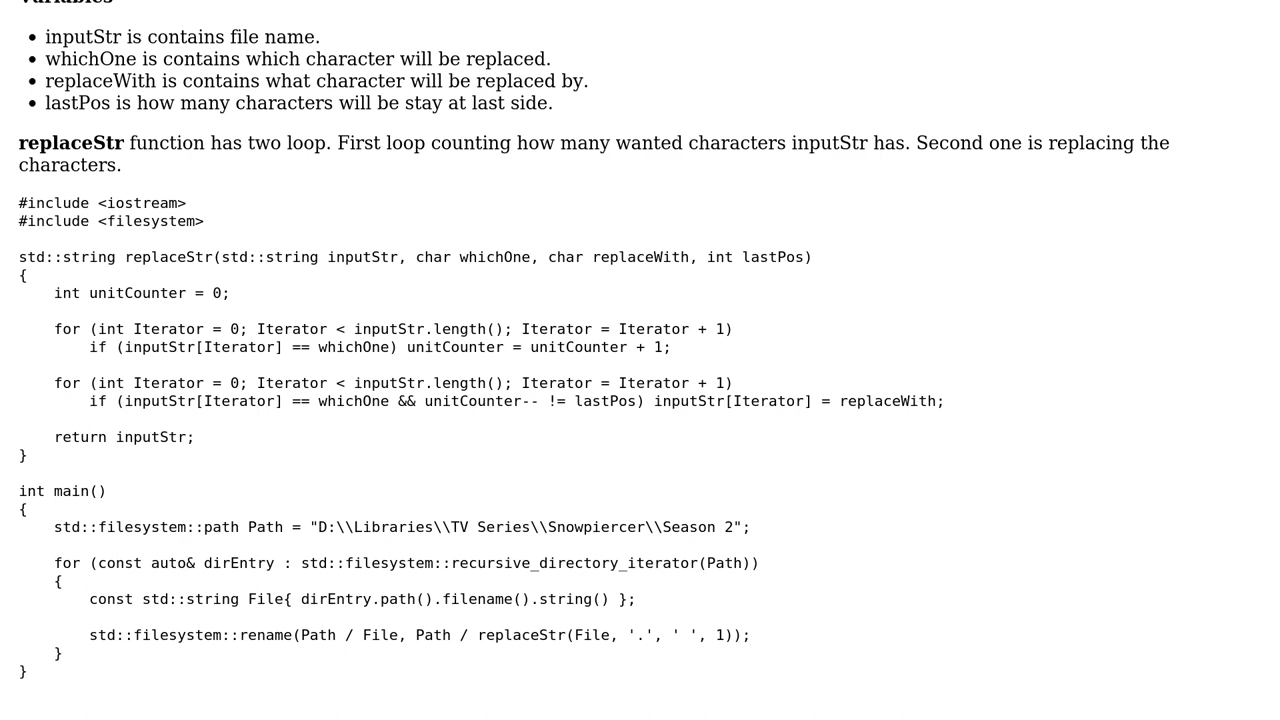 Variables
inputStr is contains file name.
whichOne is contains which character will be replaced.
replaceWith is contains what character will be replaced by.
lastPos is how many characters will be stay at last side.
replaceStr function has two loop. First loop counting how many wanted characters inputStr has. Second one is replacing the
characters.
#include <iostream>
#include <filesystem>
std::string replaceStr(std::string inputStr, char whichOne, char replaceWith, int lastPos)
{
    int unitCounter = 0;
    for (int Iterator = 0; Iterator < inputStr.length(); Iterator = Iterator + 1)
        if (inputStr[Iterator] == whichOne) unitCounter = unitCounter + 1;
    for (int Iterator = 0; Iterator < inputStr.length(); Iterator = Iterator + 1)
        if (inputStr[Iterator] == whichOne && unitCounter-- != lastPos) inputStr[Iterator] = replaceWith;
    return inputStr;
}
int main()
{
    std::filesystem::path Path = "D:\\Libraries\\TV Series\\Snowpiercer\\Season 2";
    for (const auto& dirEntry : std::filesystem::recursive_directory_iterator(Path))
    {
        const std::string File{ dirEntry.path().filename().string() };
        std::filesystem::rename(Path / File, Path / replaceStr(File, '.', ' ', 1));
    }
}